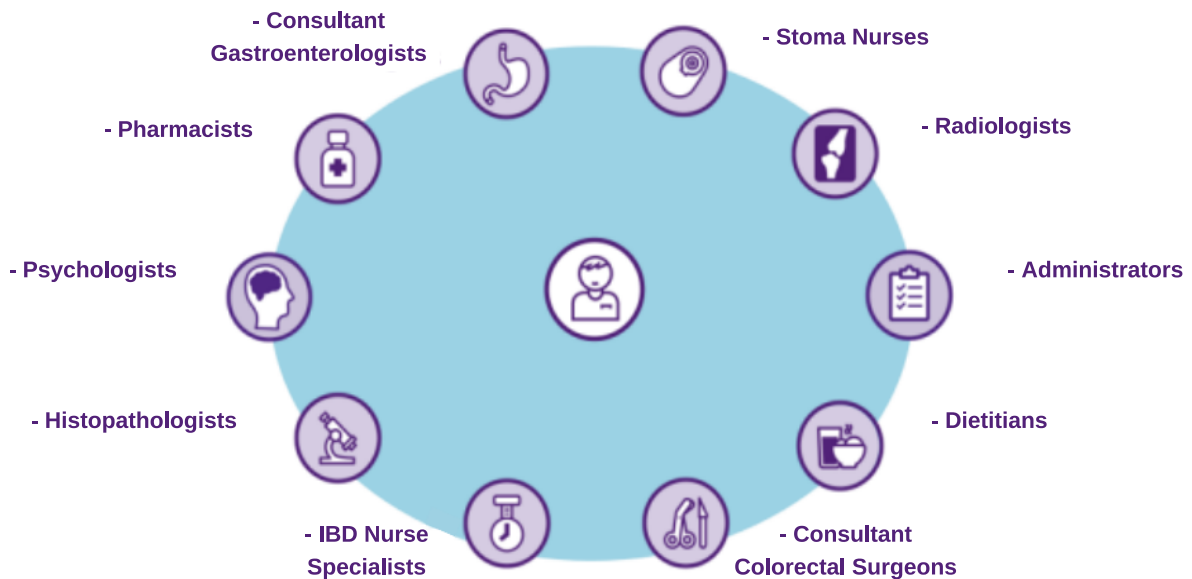 - Consultant
Gastroenterologists
- Stoma Nurses
- Pharmacists
- Radiologists
- Psychologists
- Administrators
- Histopathologists
- Dietitians
- IBD Nurse
Specialists
- Consultant
Colorectal Surgeons